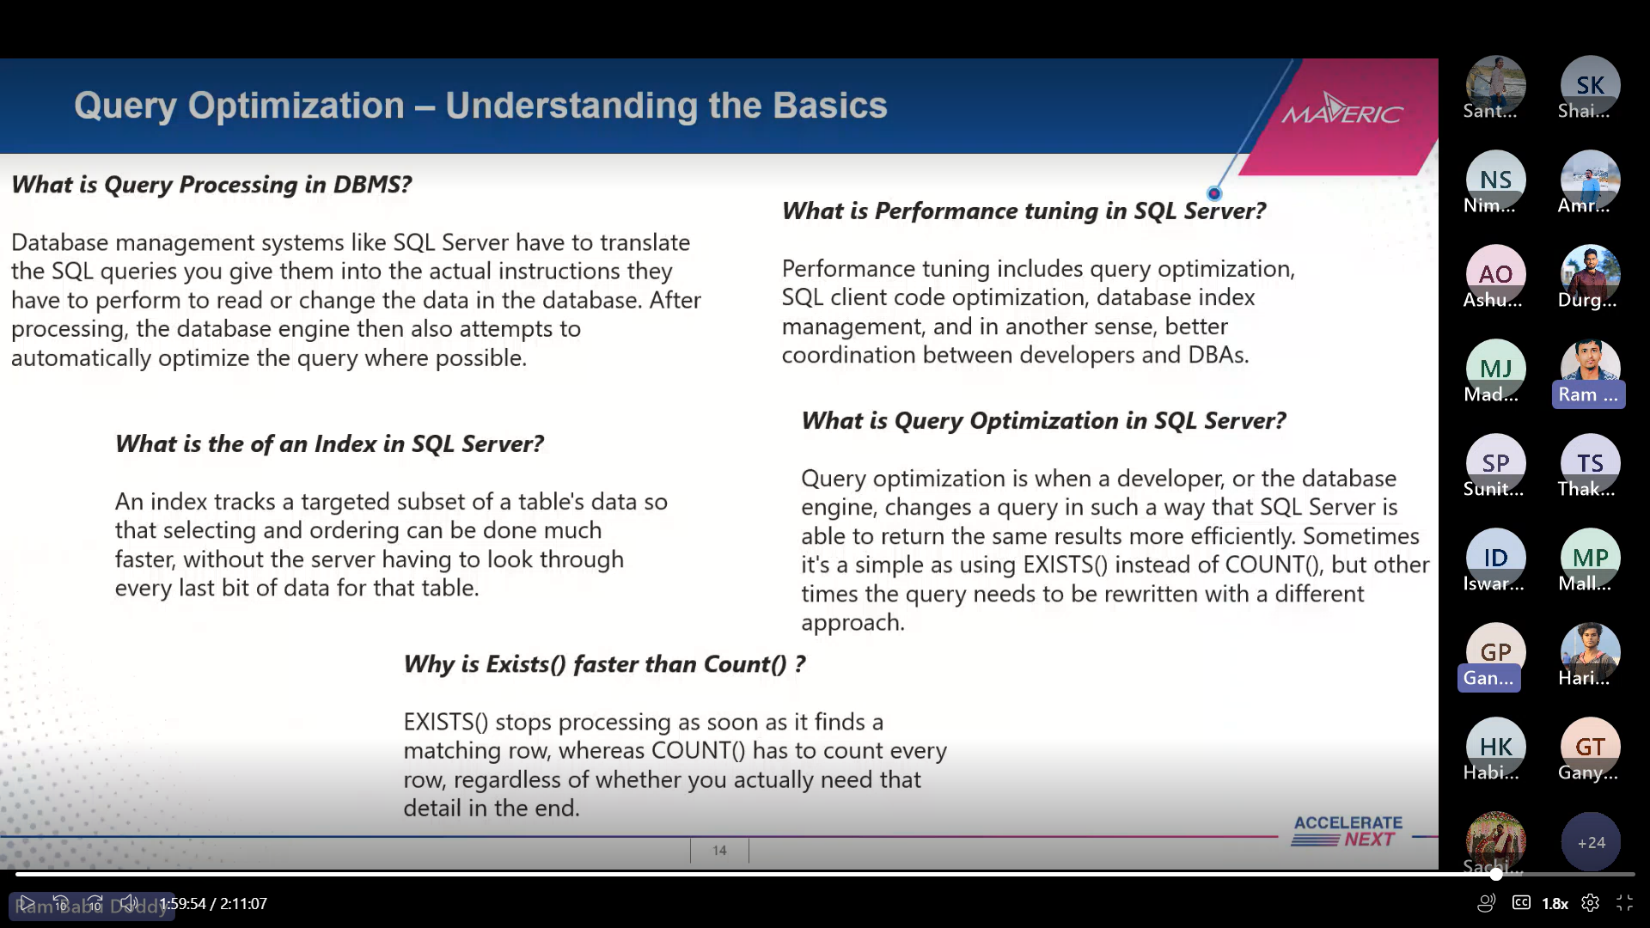 Query Optimization – Understanding the Basics
MAVERIC
What is Query Processing in DBMS?
Database management systems like SQL Server have to translate
the SQL queries you give them into the actual instructions they
have to perform to read or change the data in the database. After
processing, the database engine then also attempts to
automatically optimize the query where possible.
What is Performance tuning in SQL Server?
Performance tuning includes query optimization,
SQL client code optimization, database index
management, and in another sense, better
coordination between developers and DBAs.
What is the of an Index in SQL Server?
An index tracks a targeted subset of a table's data so
that selecting and ordering can be done much
faster, without the server having to look through
every last bit of data for that table.
What is Query Optimization in SQL Server?
Query optimization is when a developer, or the database
engine, changes a query in such a way that SQL Server is
able to return the same results more efficiently. Sometimes
it's a simple as using EXISTS() instead of COUNT(), but other
times the query needs to be rewritten with a different
approach.
Why is Exists() faster than Count() ?
EXISTS() stops processing as soon as it finds a
matching row, whereas COUNT() has to count every
row, regardless of whether you actually need that
detail in the end.
ACCELERATE
NEXT
14
Sant...
SK
Shai...
NS
Nim...
Amr...
AO
Ashu...
Durg...
MJ
Mad...
Ram ...
SP
Sunit...
TS
Thak...
ID
Iswar...
MP
Mall...
GP
Gan...
Hari...
HK
Habi...
GT
Gany...
Sachi...
+24
Ram Babu Doddy
10
10
1:59:54 / 2:11:07
CC
1.8x